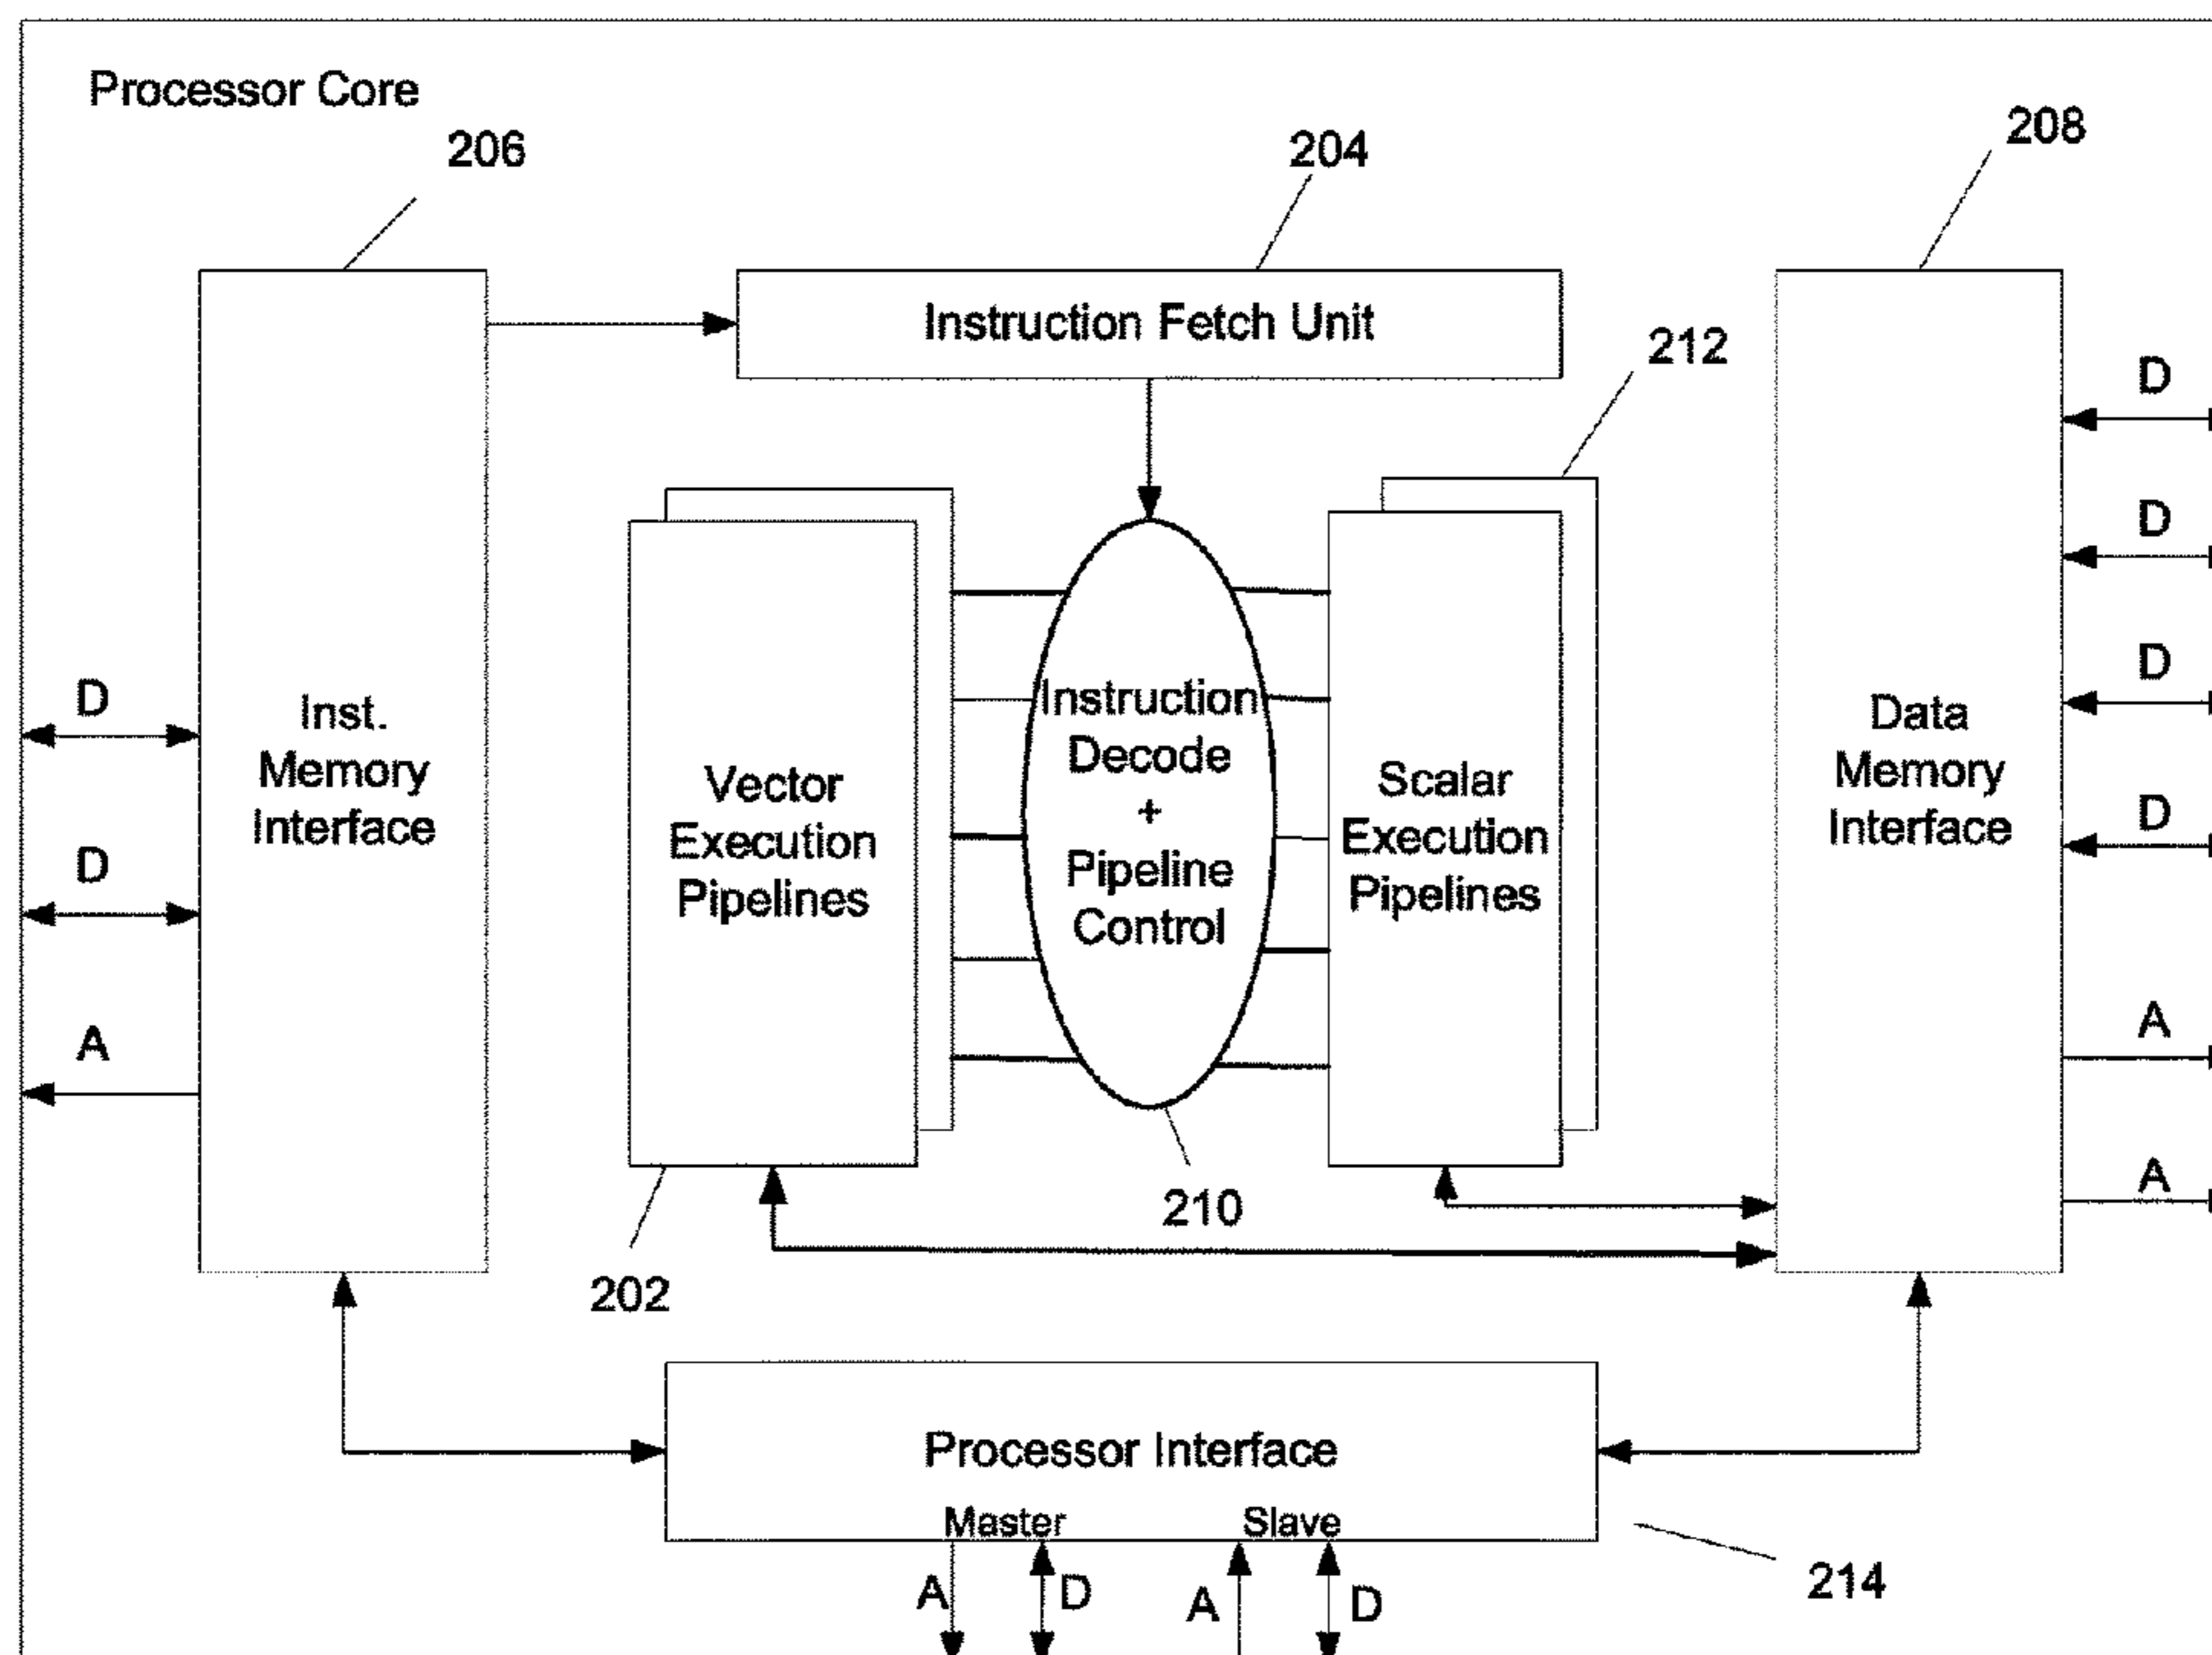 Processor Core
206
204
208
Instruction Fetch Unit
212
D
D
D
D
A
A
D
D
A
Inst.
Memory
Interface
Vector
Execution
Pipelines
Instruction
Decode
+
Pipeline
Control
Scalar
Execution
Pipelines
Data
Memory
Interface
202
210
Processor Interface
Master
Slave
A
D
A
D
214